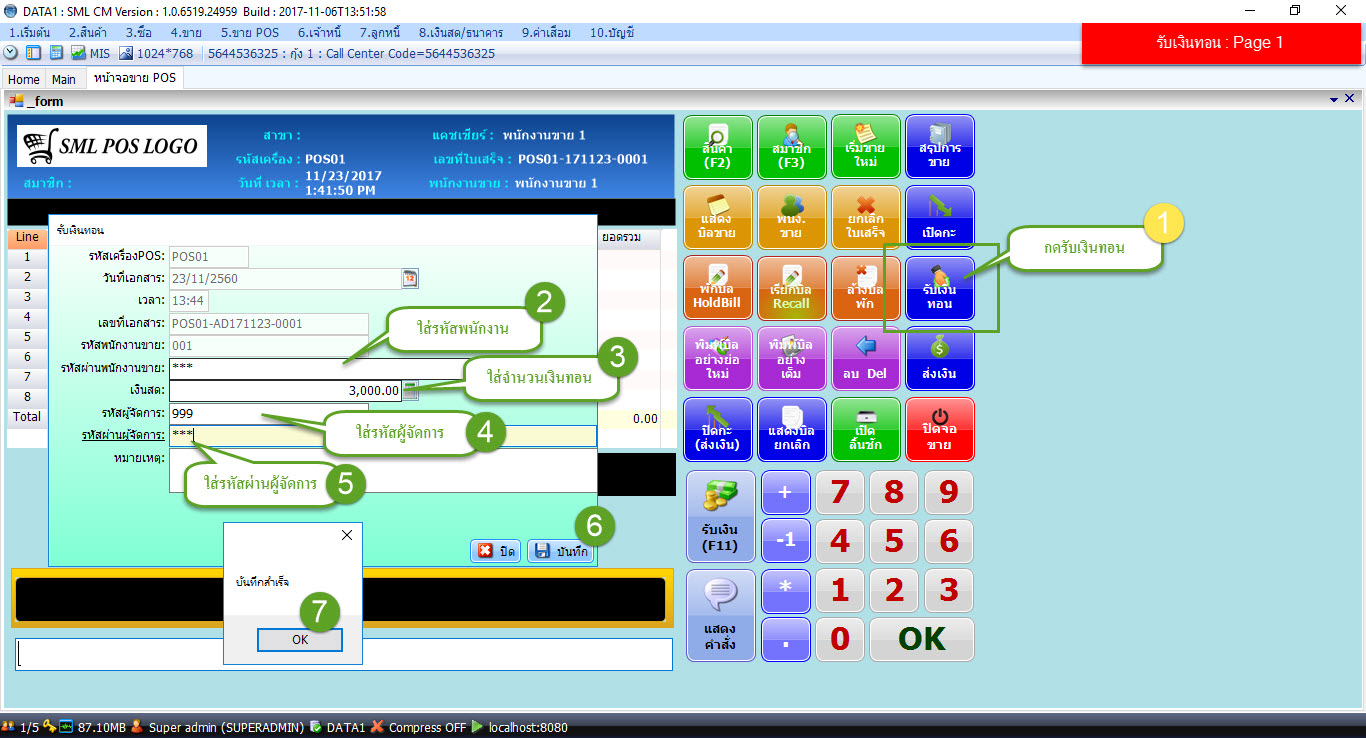 DATA1 : SML CM Version : 1.0.6519.24959 Build : 2017-11-06T13:51:58
1.เริ่มต้น 2.สินค้า 3.ซื้อ 4.ขาย 5.ขาย POS 6.เจ้าหนี้ 7.ลูกหนี้ 8.เงินสด/ธนาคาร 9.ค่าเสื่อม 10.บัญชี
MIS 1024*768 5644536325 : กุ้ง 1 : Call Center Code=5644536325
รับเงินทอน : Page 1
Home Main หน้าจอขาย POS
_form
SML POS LOGO
สาขา :
แคชเชียร์ : พนักงานขาย 1
รหัสเครื่อง : POS01
เลขที่ใบเสร็จ : POS01-171123-0001
สมาชิก :
วันที่ เวลา : 11/23/2017 1:41:50 PM
พนักงานขาย : พนักงานขาย 1
Line
ยอดรวม
1
2
3
4
5
6
7
8
Total
0.00
รับเงินทอน
รหัสเครื่องPOS: POS01
วันที่เอกสาร: 23/11/2560
12
เวลา: 13:44
เลขที่เอกสาร: POS01-AD171123-0001
รหัสพนักงานขาย: 001
รหัสผ่านพนักงานขาย: ***
เงินสด: 3,000.00
รหัสผู้จัดการ: 999
รหัสผ่านผู้จัดการ: ***
หมายเหตุ:
ปิด
บันทึก
1
กดรับเงินทอน
2
ใส่รหัสพนักงาน
3
ใส่จำนวนเงินทอน
ใส่รหัสผู้จัดการ
4
ใส่รหัสผ่านผู้จัดการ
5
6
บันทึกสำเร็จ
7
OK
สินค้า
(F2)
สมาชิก
(F3)
เริ่มขาย
ใหม่
สรุปการ
ขาย
แสดง
บิลขาย
พนง.
ขาย
ยกเลิก
ใบเสร็จ
เปิดกะ
พักบิล
HoldBill
เรียกบิล
Recall
ล้างบิล
พัก
รับเงิน
ทอน
พิมพ์บิล
อย่างย่อ
ใหม่
พิมพ์บิล
อย่าง
เต็ม
ลบ Del
ส่งเงิน
ปิดกะ
(ส่งเงิน)
แสดงบิล
ยกเลิก
เปิด
ลิ้นชัก
ปิดจอ
ขาย
รับเงิน
(F11)
+ 7 8 9
-1 4 5 6
แสดง
คำสั่ง
* 1 2 3
. 0 OK
1/5 87.10MB Super admin (SUPERADMIN) DATA1 Compress OFF localhost:8080